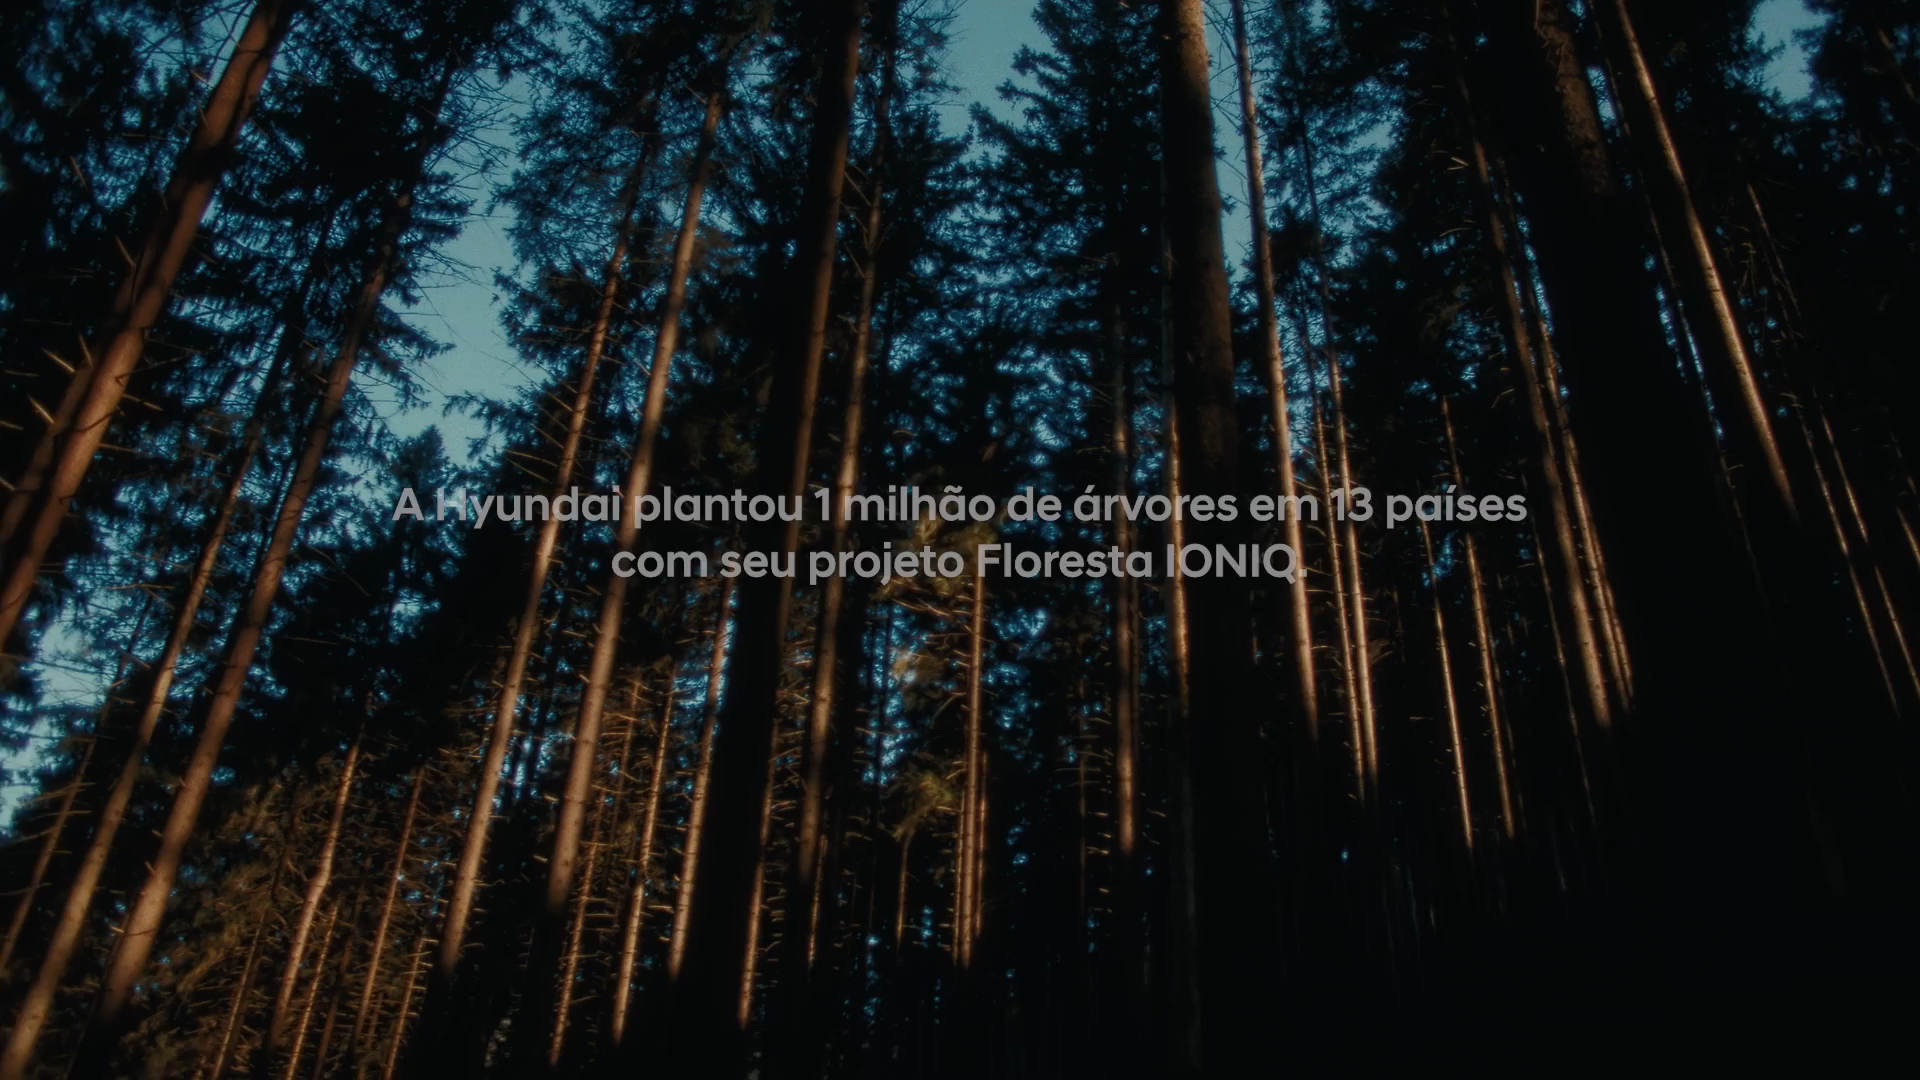 A Hyundai plantou 1 milhão de árvores em 13 países
com seu projeto Floresta IONIQ.